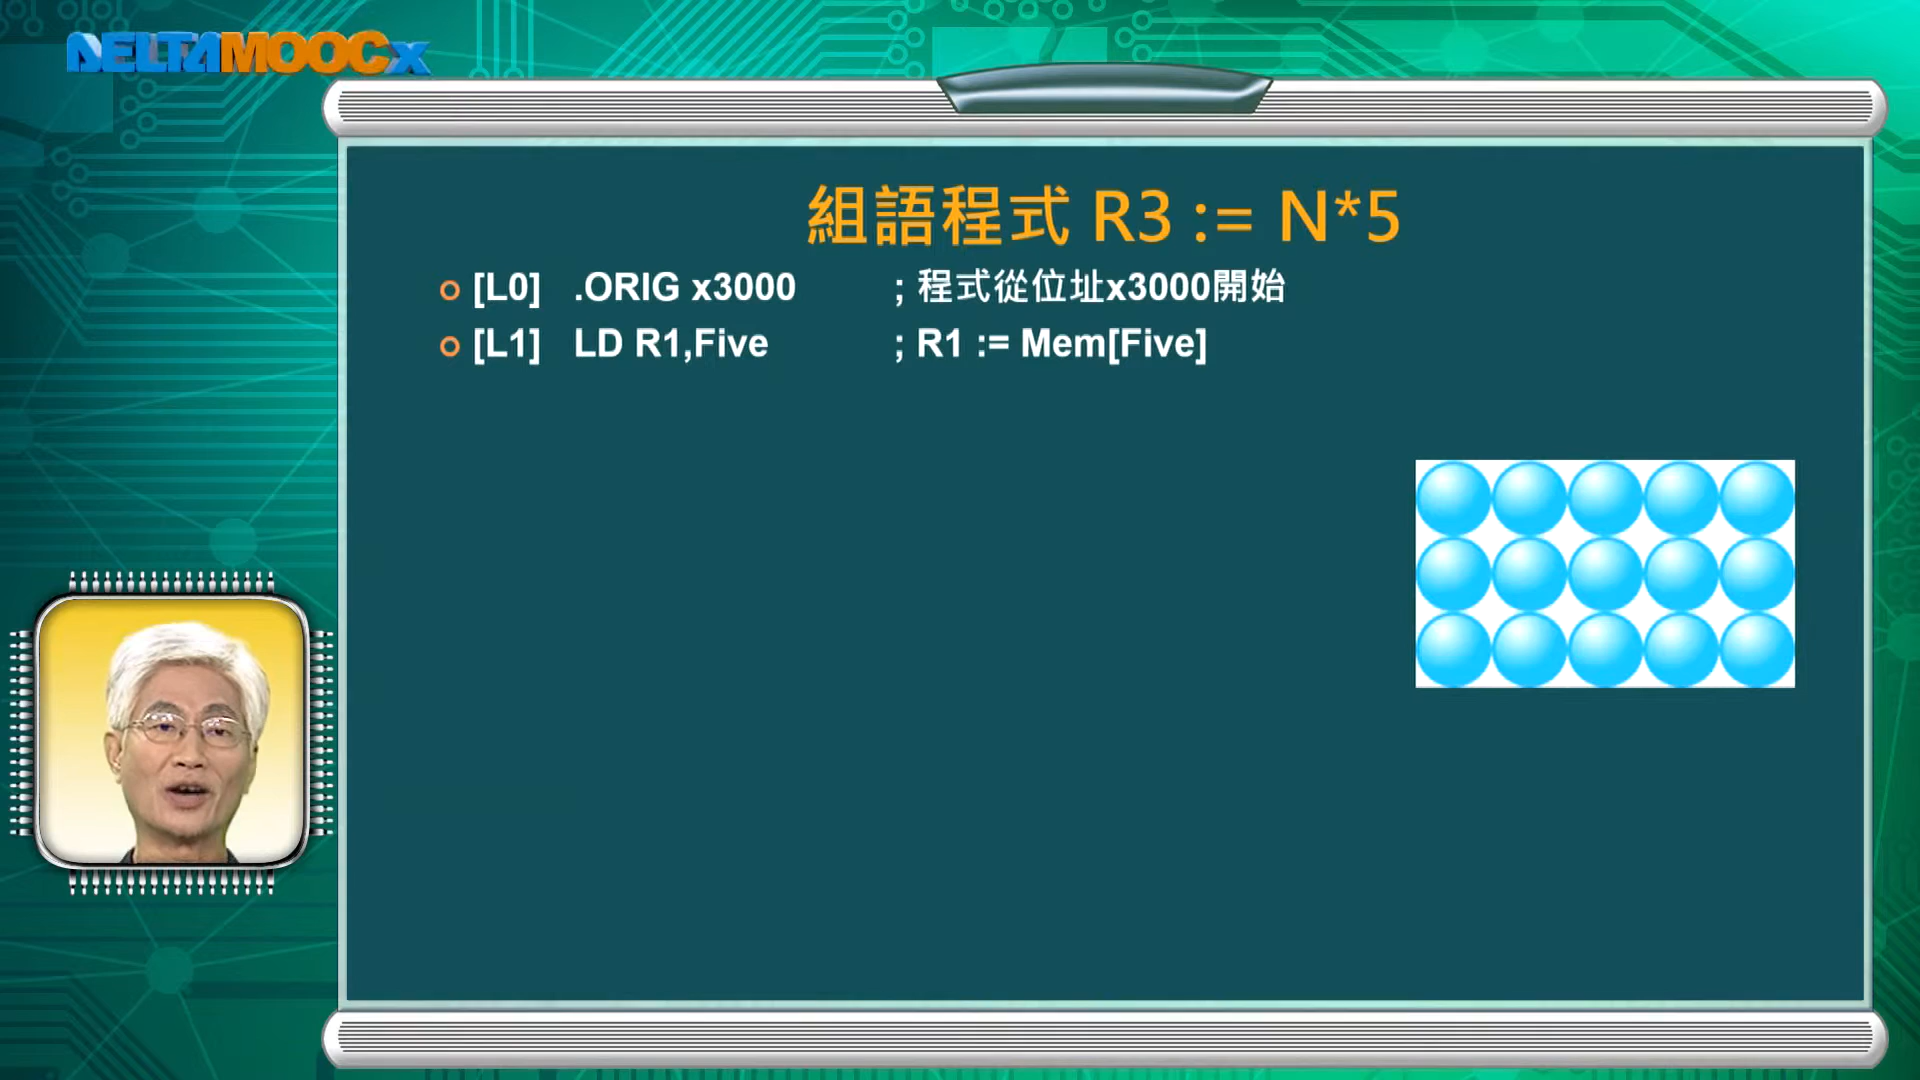 DELTAMOOCx
組語程式 R3 := N*5
[L0] .ORIG x3000 ; 程式從位址x3000開始
[L1] LD R1,Five ; R1 := Mem[Five]